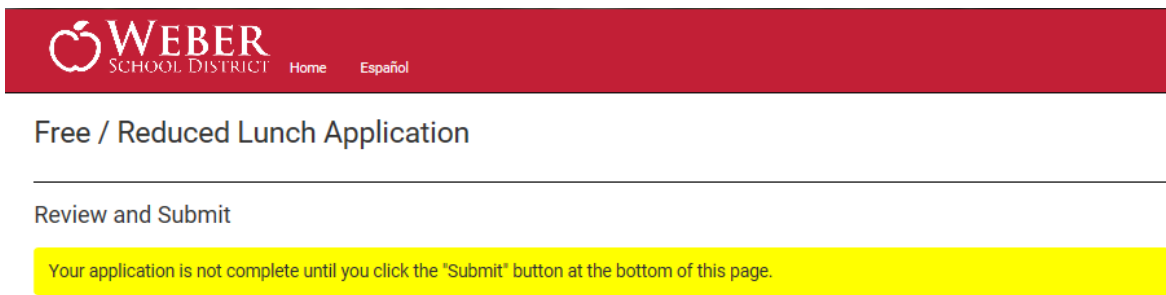 WEBER
SCHOOL DISTRICT Home Español
Free / Reduced Lunch Application
Review and Submit
Your application is not complete until you click the "Submit" button at the bottom of this page.